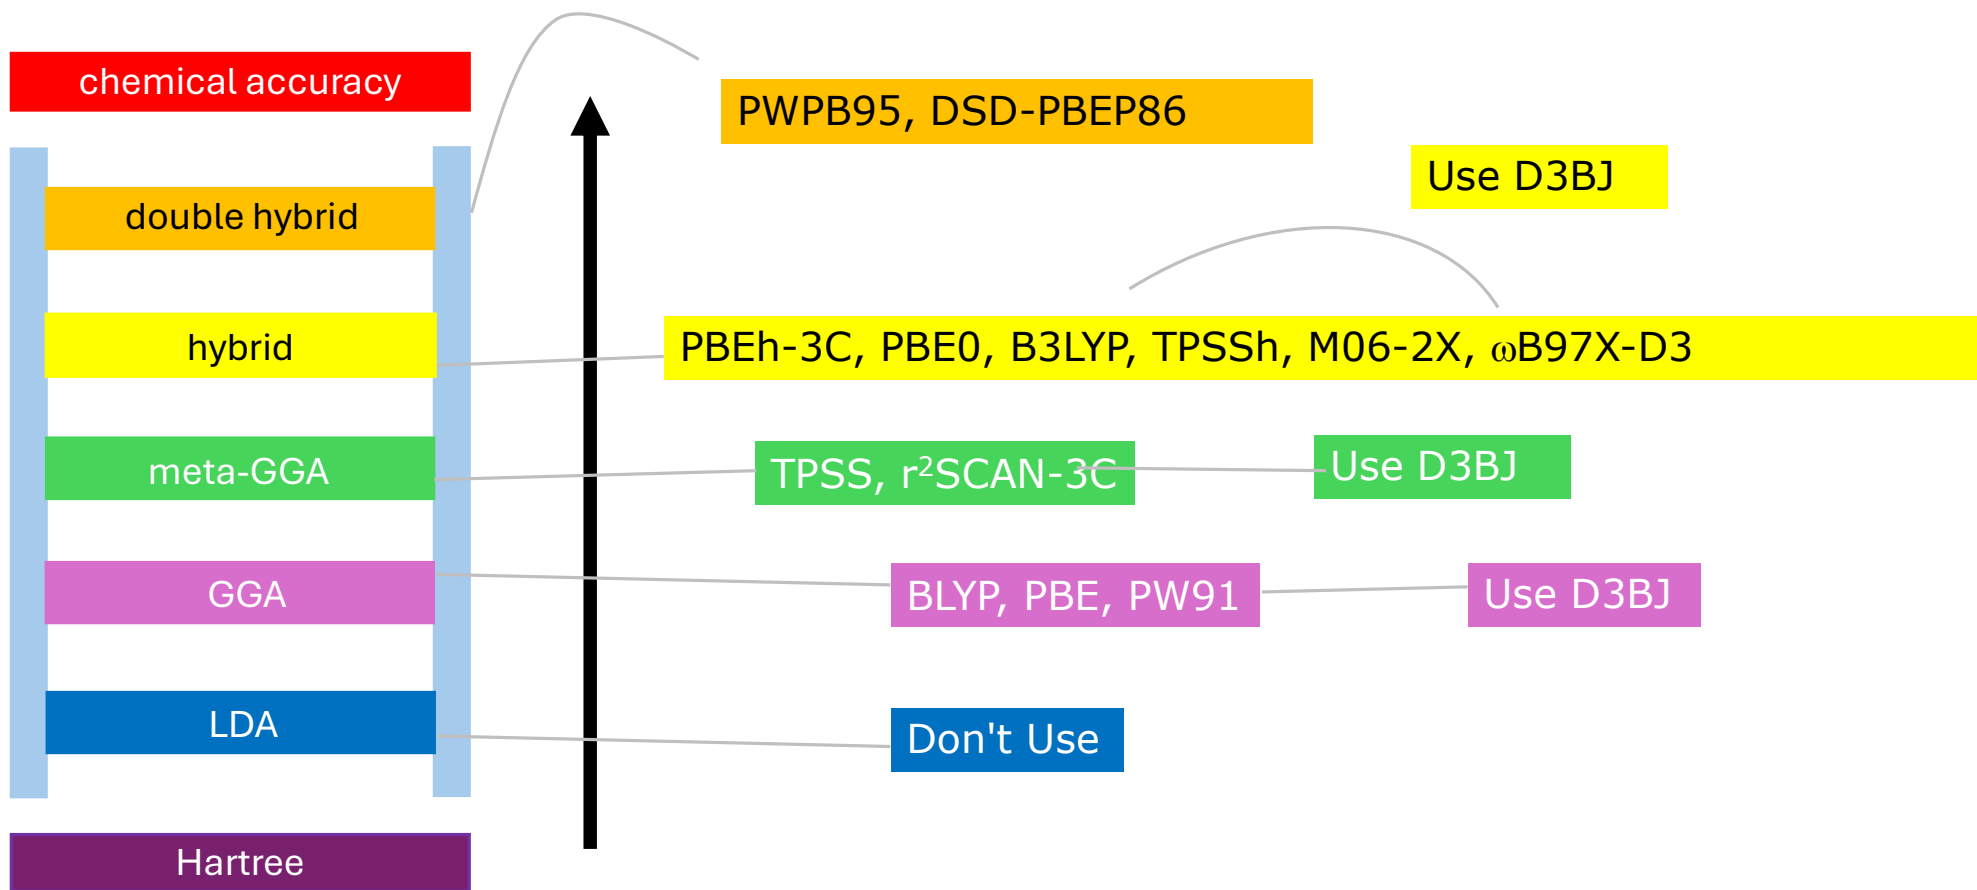 chemical accuracy
PWPB95, DSD-PBEP86
Use D3BJ
double hybrid
hybrid
PBEh-3C, PBE0, B3LYP, TPSSh, M06-2X, ωB97X-D3
meta-GGA
TPSS, r²SCAN-3C
Use D3BJ
GGA
BLYP, PBE, PW91
Use D3BJ
LDA
Don't Use
Hartree